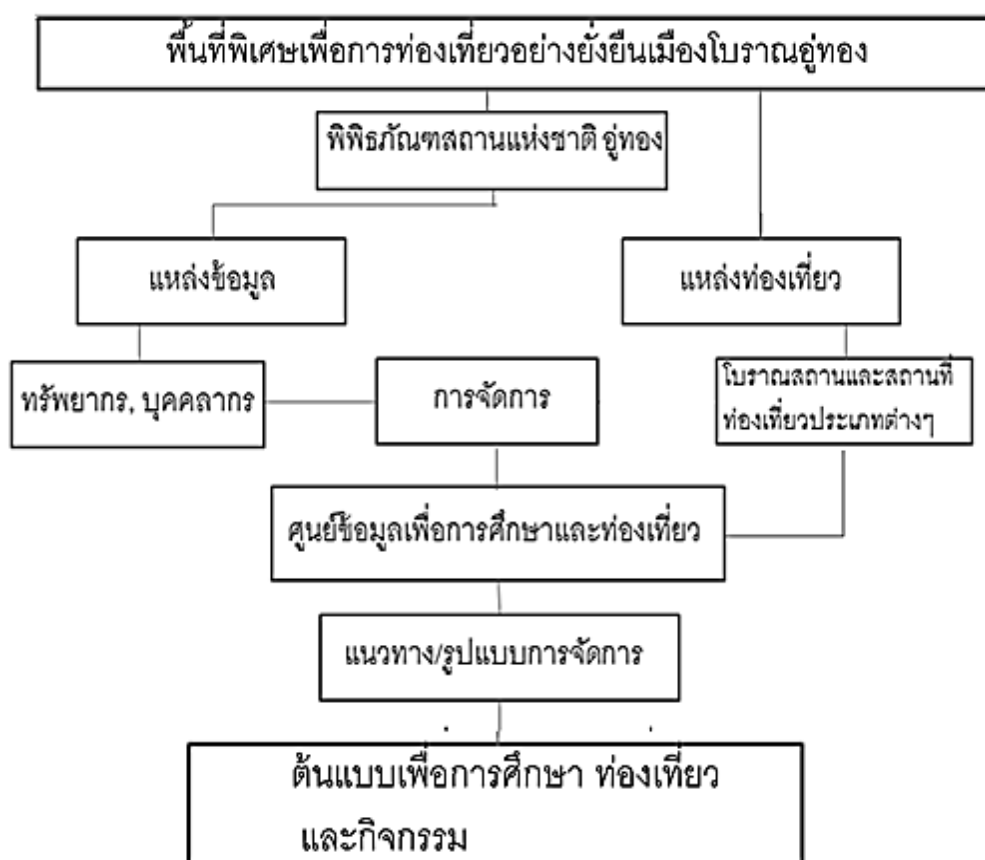 พื้นที่พิเศษเพื่อการท่องเที่ยวอย่างยั่งยืนเมืองโบราณอู่ทอง
พิพิธภัณฑสถานแห่งชาติ อู่ทอง
แหล่งข้อมูล
แหล่งท่องเที่ยว
ทรัพยากร, บุคคลากร
การจัดการ
โบราณสถานและสถานที่
ท่องเที่ยวประเภทต่างๆ
ศูนย์ข้อมูลเพื่อการศึกษาและท่องเที่ยว
แนวทาง/รูปแบบการจัดการ
ต้นแบบเพื่อการศึกษา ท่องเที่ยว
และกิจกรรม